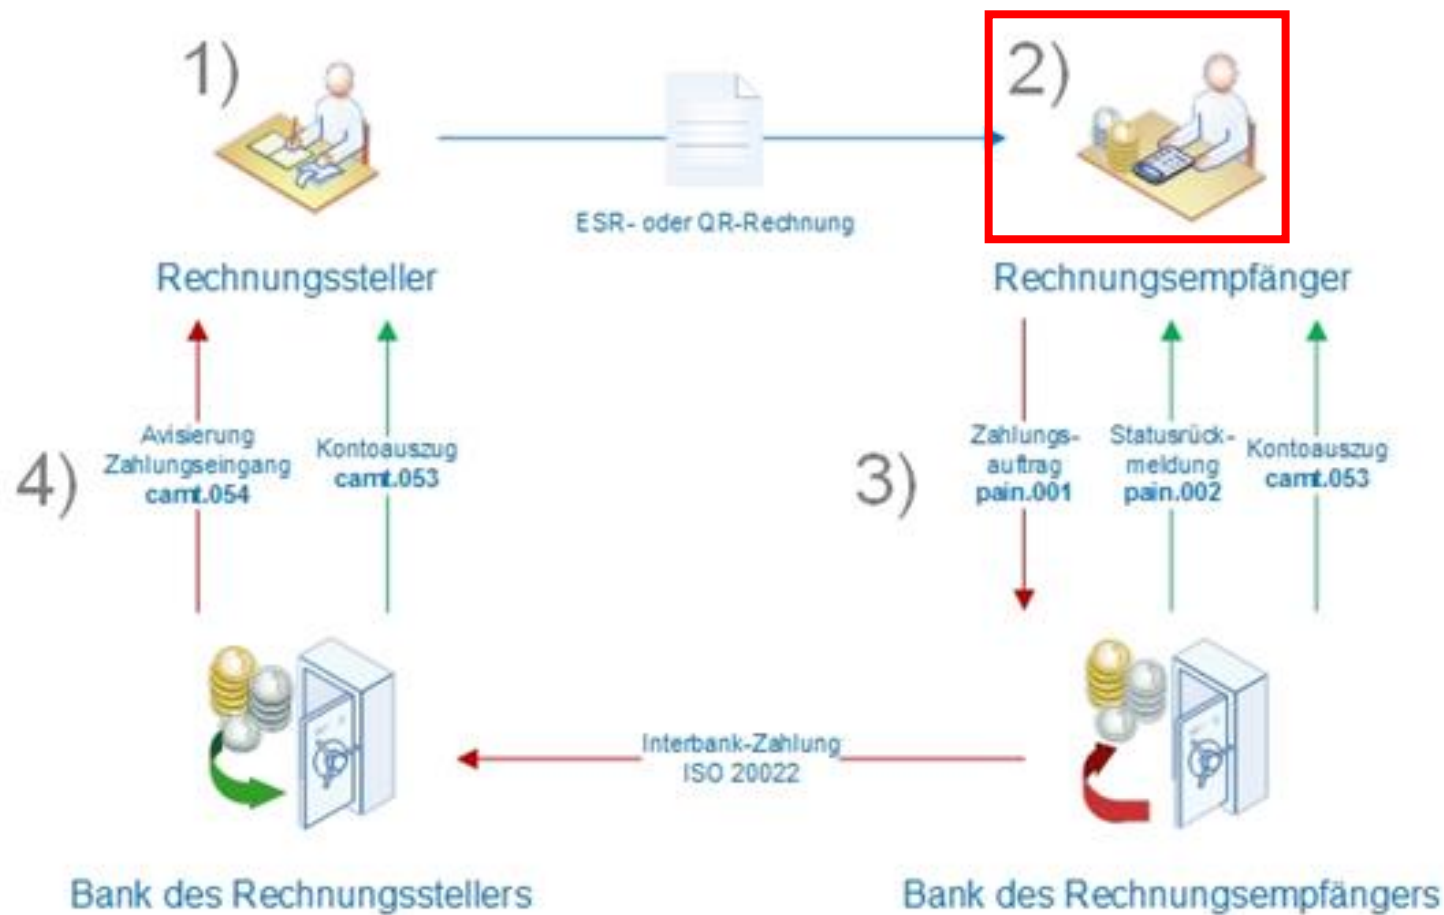 1)
2)
ESR- oder QR-Rechnung
Rechnungssteller
Rechnungsempfänger
Avisierung
Zahlungseingang
camt.054
Kontoauszug
camt.053
Zahlungs-
auftrag
pain.001
Statusrück-
meldung
pain.002
Kontoauszug
camt.053
4)
3)
Interbank-Zahlung
ISO 20022
Bank des Rechnungsstellers
Bank des Rechnungsempfängers